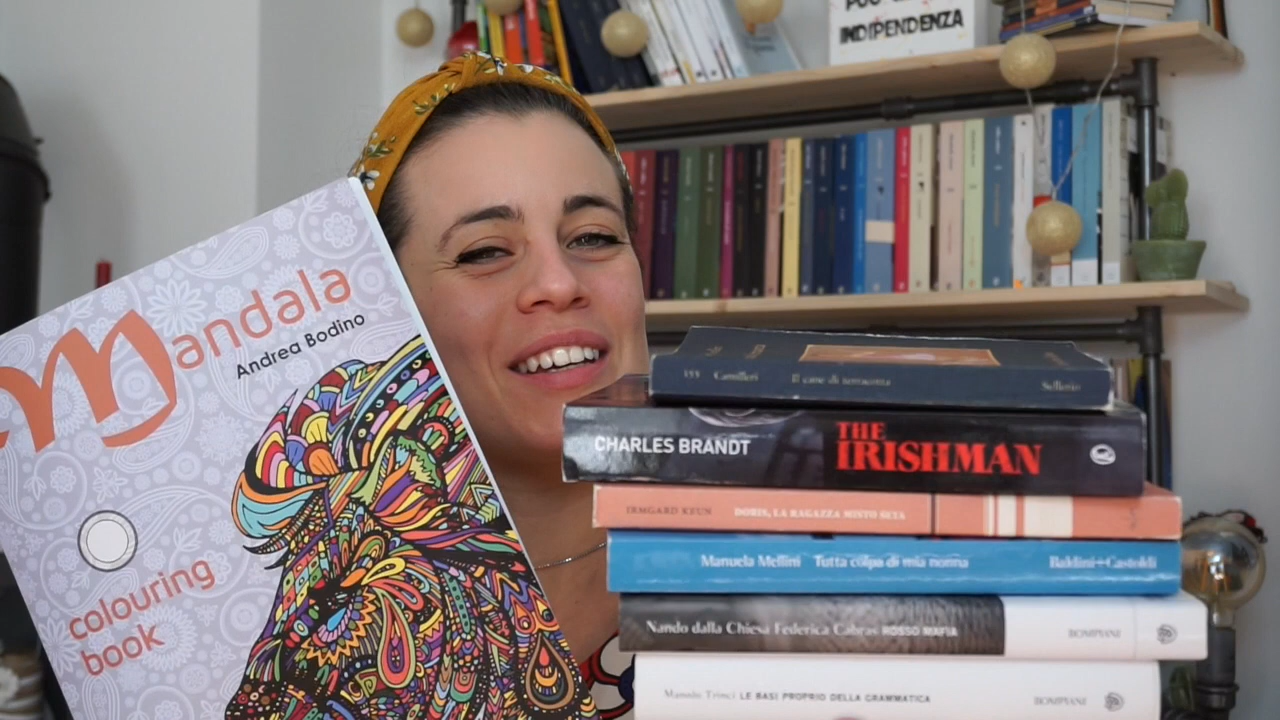 INDIPENDENZA
Mandala
Andrea Bodino
colouring
book
Camilleri Il cane di terracotta Sellerio
CHARLES BRANDT THE IRISHMAN
IRMGARD KEUN DORIS, LA RAGAZZA MISTO SETA
Manuela Mellini Tutta colpa di mia nonna Baldini+Castoldi
Nando dalla Chiesa Federica Cabras ROSSO MAFIA BOMPIANI
Manolo Trinci LE BASI PROPRIO DELLA GRAMMATICA BOMPIANI